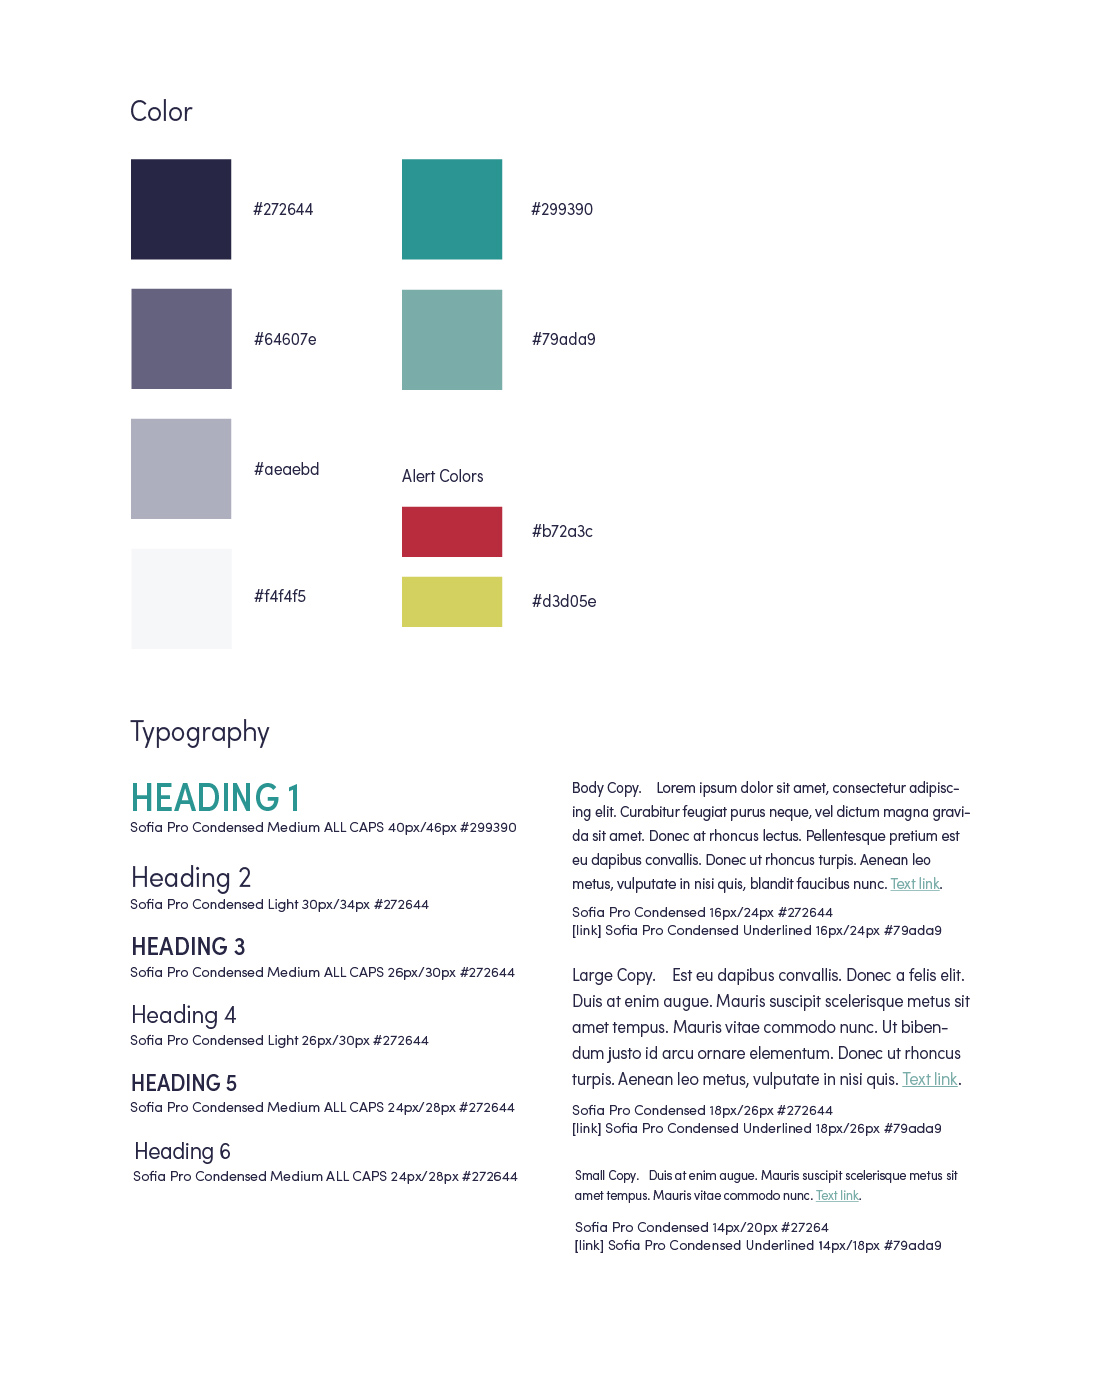 Color
#272644
#299390
#64607e
#79ada9
#aeaebd
Alert Colors
#b72a3c
#f4f4f5
#d3d05e
Typography
HEADING 1
Sofia Pro Condensed Medium ALL CAPS 40px/46px #299390
Heading 2
Sofia Pro Condensed Light 30px/34px #272644
HEADING 3
Sofia Pro Condensed Medium ALL CAPS 26px/30px #272644
Heading 4
Sofia Pro Condensed Light 26px/30px #272644
HEADING 5
Sofia Pro Condensed Medium ALL CAPS 24px/28px #272644
Heading 6
Sofia Pro Condensed Medium ALL CAPS 24px/28px #272644
Body Copy. Lorem ipsum dolor sit amet, consectetur adipisc-
ing elit. Curabitur feugiat purus neque, vel dictum magna gravi-
da sit amet. Donec at rhoncus lectus. Pellentesque pretium est
eu dapibus convallis. Donec ut rhoncus turpis. Aenean leo
metus, vulputate in nisi quis, blandit faucibus nunc. Text link.
Sofia Pro Condensed 16px/24px #272644
[link] Sofia Pro Condensed Underlined 16px/24px #79ada9
Large Copy. Est eu dapibus convallis. Donec a felis elit.
Duis at enim augue. Mauris suscipit scelerisque metus sit
amet tempus. Mauris vitae commodo nunc. Ut biben-
dum justo id arcu ornare elementum. Donec ut rhoncus
turpis. Aenean leo metus, vulputate in nisi quis. Text link.
Sofia Pro Condensed 18px/26px #272644
[link] Sofia Pro Condensed Underlined 18px/26px #79ada9
Small Copy. Duis at enim augue. Mauris suscipit scelerisque metus sit
amet tempus. Mauris vitae commodo nunc. Text link.
Sofia Pro Condensed 14px/20px #27264
[link] Sofia Pro Condensed Underlined 14px/18px #79ada9